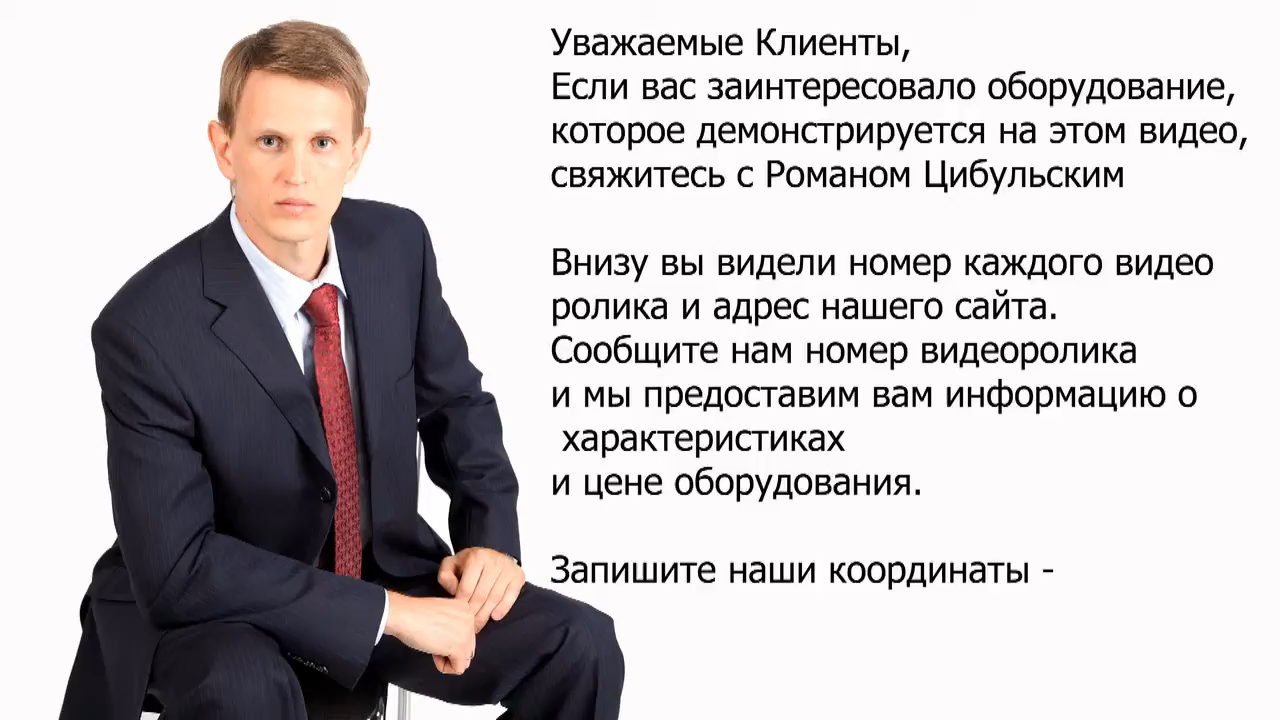 Уважаемые Клиенты,
Если вас заинтересовало оборудование,
которое демонстрируется на этом видео,
свяжитесь с Романом Цибульским
Внизу вы видели номер каждого видео
ролика и адрес нашего сайта.
Сообщите нам номер видеоролика
и мы предоставим вам информацию о
характеристиках
и цене оборудования.
Запишите наши координаты -